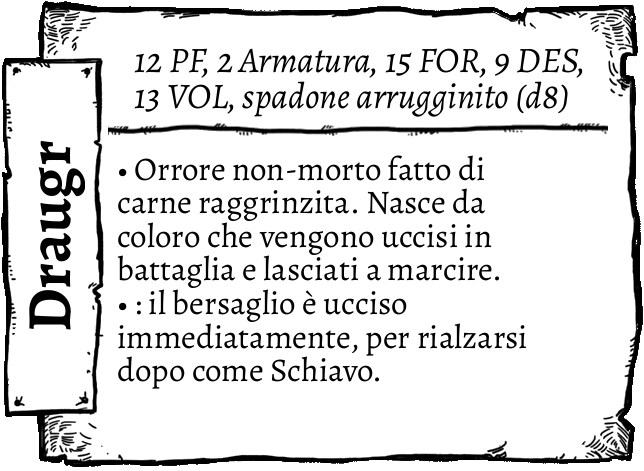 12 PF, 2 Armatura, 15 FOR, 9 DES,
13 VOL, spadone arrugginito (d8)
Draugr
• Orrore non-morto fatto di
carne raggrinzita. Nasce da
coloro che vengono uccisi in
battaglia e lasciati a marcire.
• : il bersaglio è ucciso
immediatamente, per rialzarsi
dopo come Schiavo.